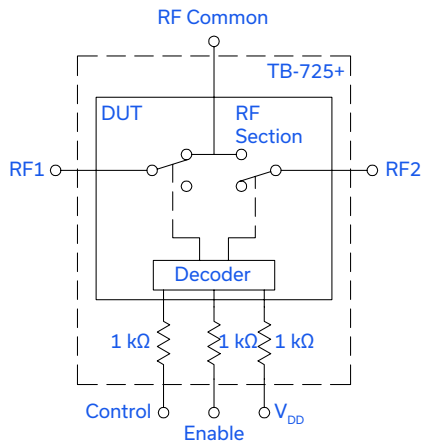 RF Common
TB-725+
DUT
RF
Section
RF1
RF2
Decoder
1 kΩ
1 kΩ
1 kΩ
Control
Enable
VDD